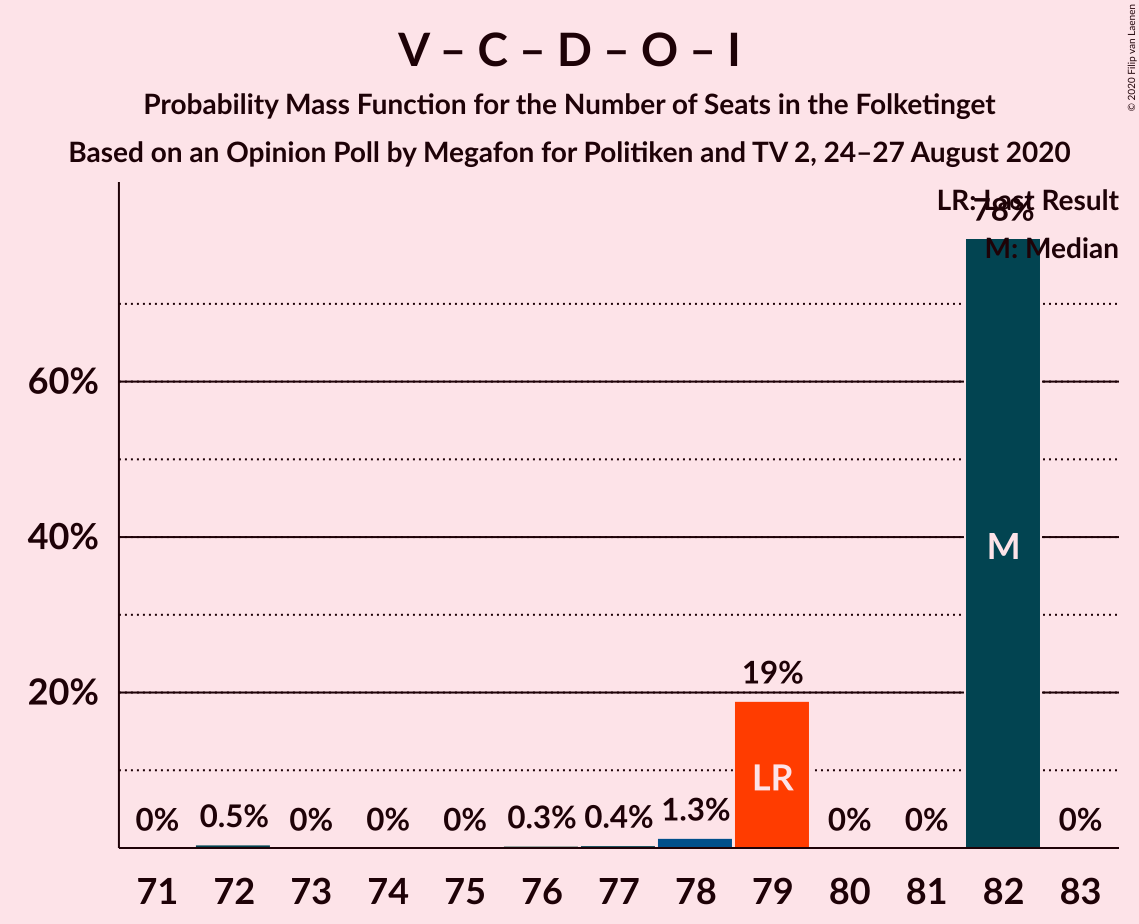 V – C – D – O – I
Probability Mass Function for the Number of Seats in the Folketinget
Based on an Opinion Poll by Megafon for Politiken and TV 2, 24–27 August 2020
© 2020 Filip van Laenen
LR: Last Result
M: Median
78%
60%
40%
20%
M
19%
LR
0% 0.5% 0% 0% 0% 0.3% 0.4% 1.3% 0% 0% 0%
71 72 73 74 75 76 77 78 79 80 81 82 83